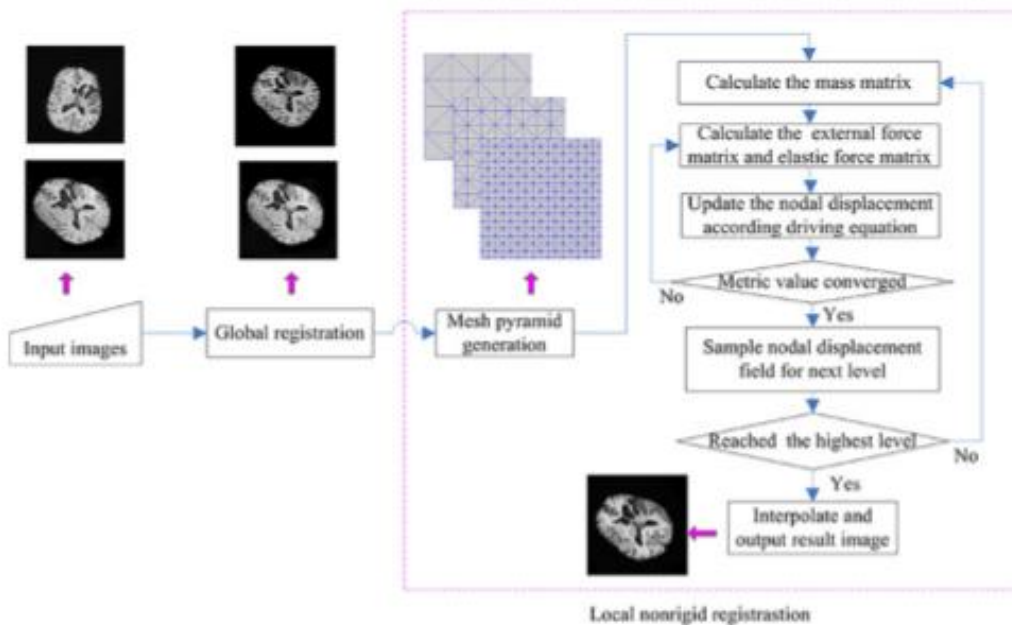 Input images
Global registration
Mesh pyramid
generation
Calculate the mass matrix
Calculate the external force
matrix and elastic force matrix
Update the nodal displacement
according driving equation
Metric value converged
No
Yes
Sample nodal displacement
field for next level
Reached the highest level
No
Yes
Interpolate and
output result image
Local nonrigid registrastion